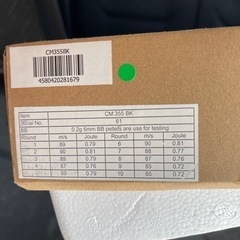 CM355BK
4580420281679
Item CM.355 BK
Serial No. 61
BB 0.2g 6mm BB pellets are use for testing
Round m/s Joule Round m/s Joule
1 89 0.79 6 90 0.81
2 90 0.81 7 88 0.77
3 89 0.79 8 87 0.76
4 89 0.79 9 85 0.72
5 89 0.79 10 85 0.72